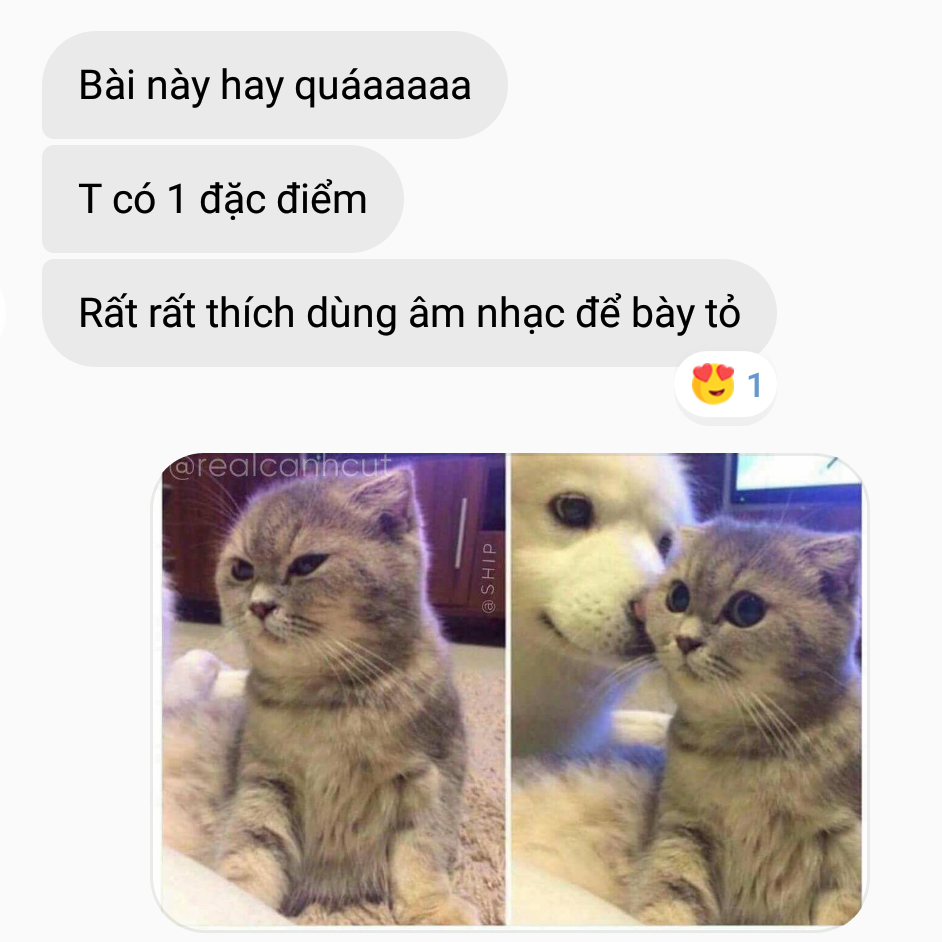 Bài này hay quáaaaaa
T có 1 đặc điểm
Rất rất thích dùng âm nhạc để bày tỏ
1
@realcahhcut
@SHIP